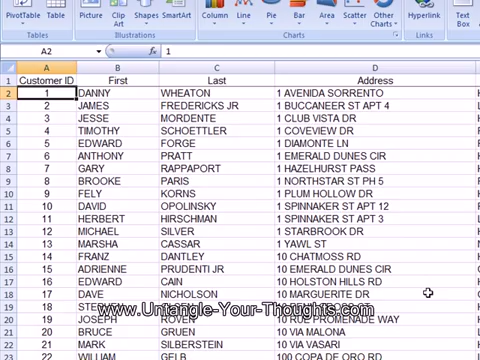 PivotTable Table Picture Clip Art Shapes SmartArt Column Line Pie Bar Area Scatter Other Charts Hyperlink Text Box
Tables Illustrations Charts Links
A2 fx 1
A B C D
1 Customer ID First Last Address
2 1 DANNY WHEATON 1 AVENIDA SORRENTO
3 2 JAMES FREDERICKS JR 1 BUCCANEER ST APT 4
4 3 JESSE MORDENTE 1 CLUB VISTA DR
5 4 TIMOTHY SCHOETTLER 1 COVEVIEW DR
6 5 EDWARD FORGE 1 DIAMONTE LN
7 6 ANTHONY PRATT 1 EMERALD DUNES CIR
8 7 GARY RAPPAPORT 1 HAZELHURST PASS
9 8 BROOKE PARIS 1 NORTHSTAR ST PH 5
10 9 FELY KORNS 1 PLUM HOLLOW DR
11 10 DAVID OPOLINSKY 1 SPINNAKER ST APT 12
12 11 HERBERT HIRSCHMAN 1 SPINNAKER ST APT 3
13 12 MICHAEL SILVER 1 STARBOARD CIR
14 13 MARSHA CASSAR 1 YAWL ST
15 14 FRANZ DANTLEY 10 CHATMOSS RD
16 15 ADRIENNE PRUDENTI JR 10 EMERALD DUNES CIR
17 16 EDWARD CAIN 10 HOLSTON HILLS RD
18 17 DAVE NICHOLSON 10 MARGUERITE DR
www.Untangle-Your-Thoughts.com
19 18
20 19 JOSEPH 10 RUE PROMENADE WAY
21 20 BRUCE GRUEN 10 VIA MALONA
22 21 MARK SILBERSTEIN 10 VIA VASARI
22 WILLIAM GELB 100 COPA DE ORO RD